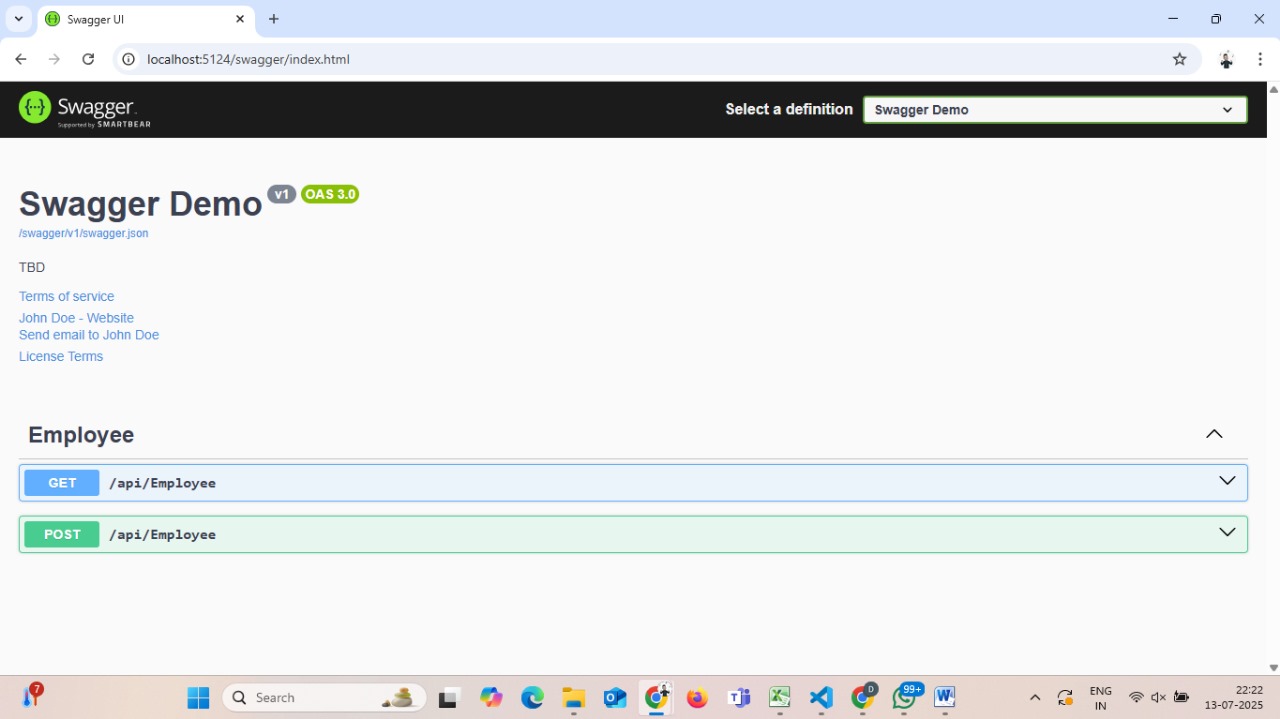 Swagger UI
localhost:5124/swagger/index.html
Swagger
Supported by SMARTBEAR
Select a definition
Swagger Demo
Swagger Demo v1 OAS 3.0
/swagger/v1/swagger.json
TBD
Terms of service
John Doe - Website
Send email to John Doe
License Terms
Employee
GET /api/Employee
POST /api/Employee
7
Search
D
99+
ENG
IN
22:22
13-07-2025